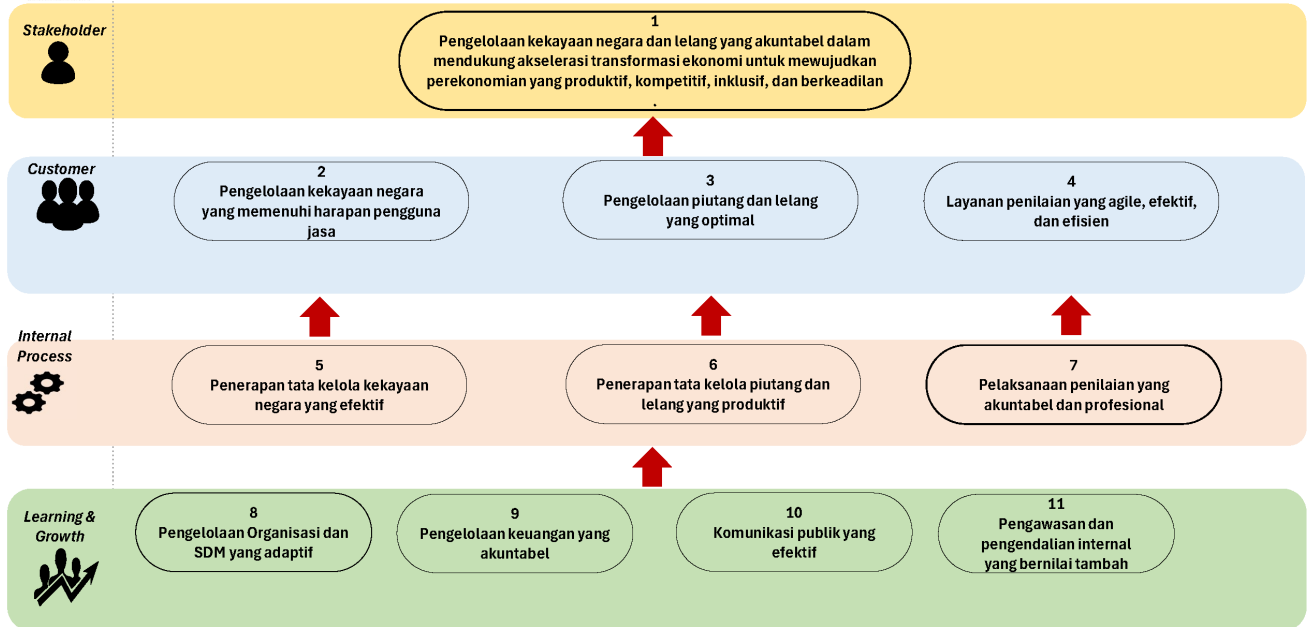 Stakeholder
1
Pengelolaan kekayaan negara dan lelang yang akuntabel dalam
mendukung akselerasi transformasi ekonomi untuk mewujudkan
perekonomian yang produktif, kompetitif, inklusif, dan berkeadilan
.
Customer
2
Pengelolaan kekayaan negara
yang memenuhi harapan pengguna
jasa
3
Pengelolaan piutang dan lelang
yang optimal
4
Layanan penilaian yang agile, efektif,
dan efisien
Internal
Process
5
Penerapan tata kelola kekayaan
negara yang efektif
6
Penerapan tata kelola piutang dan
lelang yang produktif
7
Pelaksanaan penilaian yang
akuntabel dan profesional
Learning &
Growth
8
Pengelolaan Organisasi dan
SDM yang adaptif
9
Pengelolaan keuangan yang
akuntabel
10
Komunikasi publik yang
efektif
11
Pengawasan dan
pengendalian internal
yang bernilai tambah